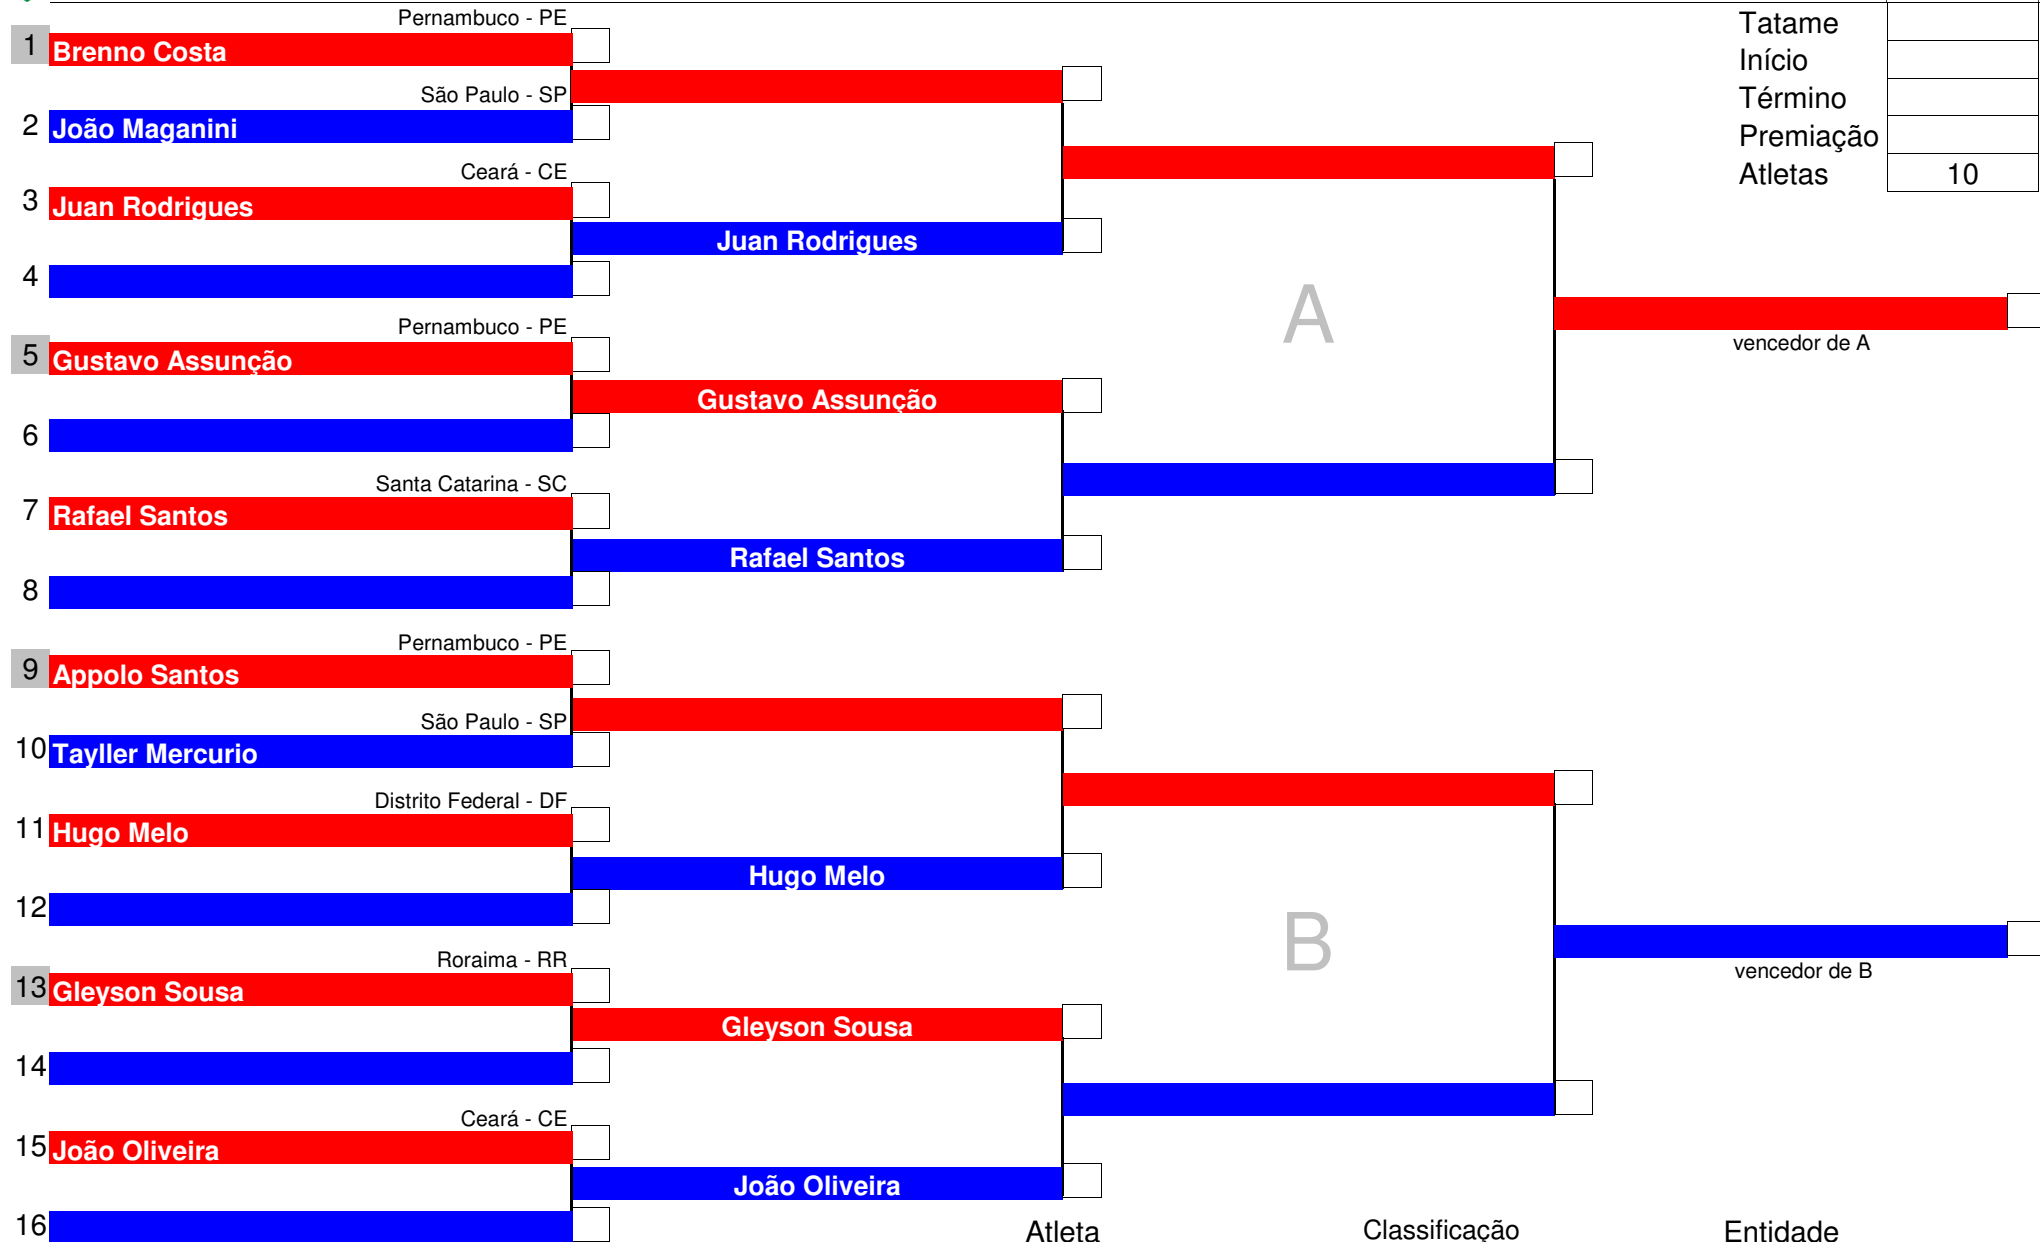 Pernambuco - PE
1 Brenno Costa
São Paulo - SP
2 João Maganini
Ceará - CE
3 Juan Rodrigues
Juan Rodrigues
4
Pernambuco - PE
5 Gustavo Assunção
Gustavo Assunção
6
Santa Catarina - SC
7 Rafael Santos
Rafael Santos
8
Pernambuco - PE
9 Appolo Santos
São Paulo - SP
10 Tayller Mercurio
Distrito Federal - DF
11 Hugo Melo
Hugo Melo
12
Roraima - RR
13 Gleyson Sousa
Gleyson Sousa
14
Ceará - CE
15 João Oliveira
João Oliveira
16
A
vencedor de A
B
vencedor de B
Tatame
Início
Término
Premiação
Atletas 10
Atleta Classificação Entidade